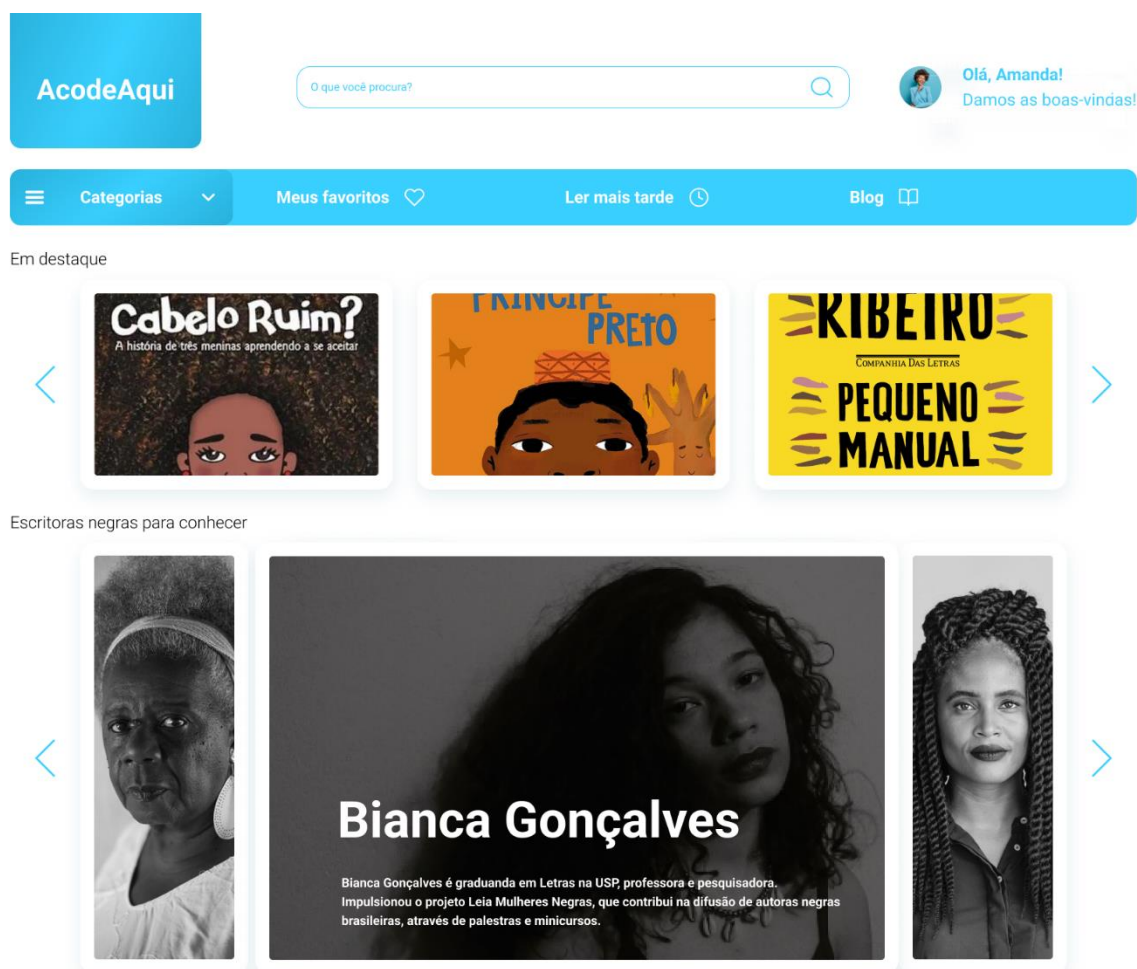 AcodeAqui
O que você procura?
Olá, Amanda!
Damos as boas-vindas!
Categorias
Meus favoritos
Ler mais tarde
Blog
Em destaque
Cabelo Ruim?
A história de três meninas aprendendo a se aceitar
PRÍNCIPE
PRETO
RIBEIRO
COMPANHIA DAS LETRAS
PEQUENO
MANUAL
Escritoras negras para conhecer
Bianca Gonçalves
Bianca Gonçalves é graduanda em Letras na USP, professora e pesquisadora.
Impulsionou o projeto Leia Mulheres Negras, que contribui na difusão de autoras negras
brasileiras, através de palestras e minicursos.